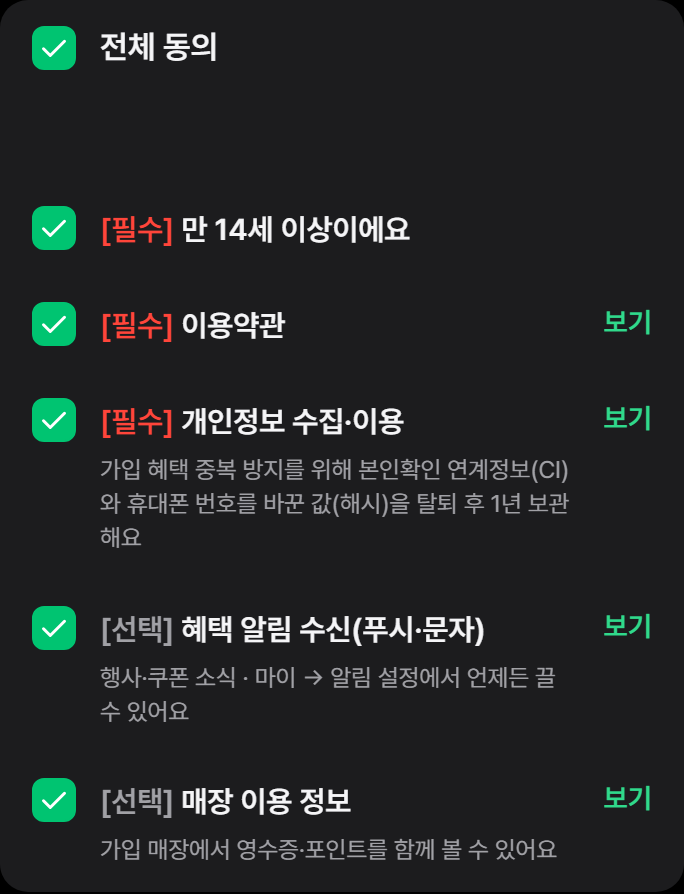 전체 동의
[필수] 만 14세 이상이에요
[필수] 이용약관 보기
[필수] 개인정보 수집·이용 보기
가입 혜택 중복 방지를 위해 본인확인 연계정보(CI)
와 휴대폰 번호를 바꾼 값(해시)을 탈퇴 후 1년 보관
해요
[선택] 혜택 알림 수신(푸시·문자) 보기
행사·쿠폰 소식 · 마이 → 알림 설정에서 언제든 끌
수 있어요
[선택] 매장 이용 정보 보기
가입 매장에서 영수증·포인트를 함께 볼 수 있어요